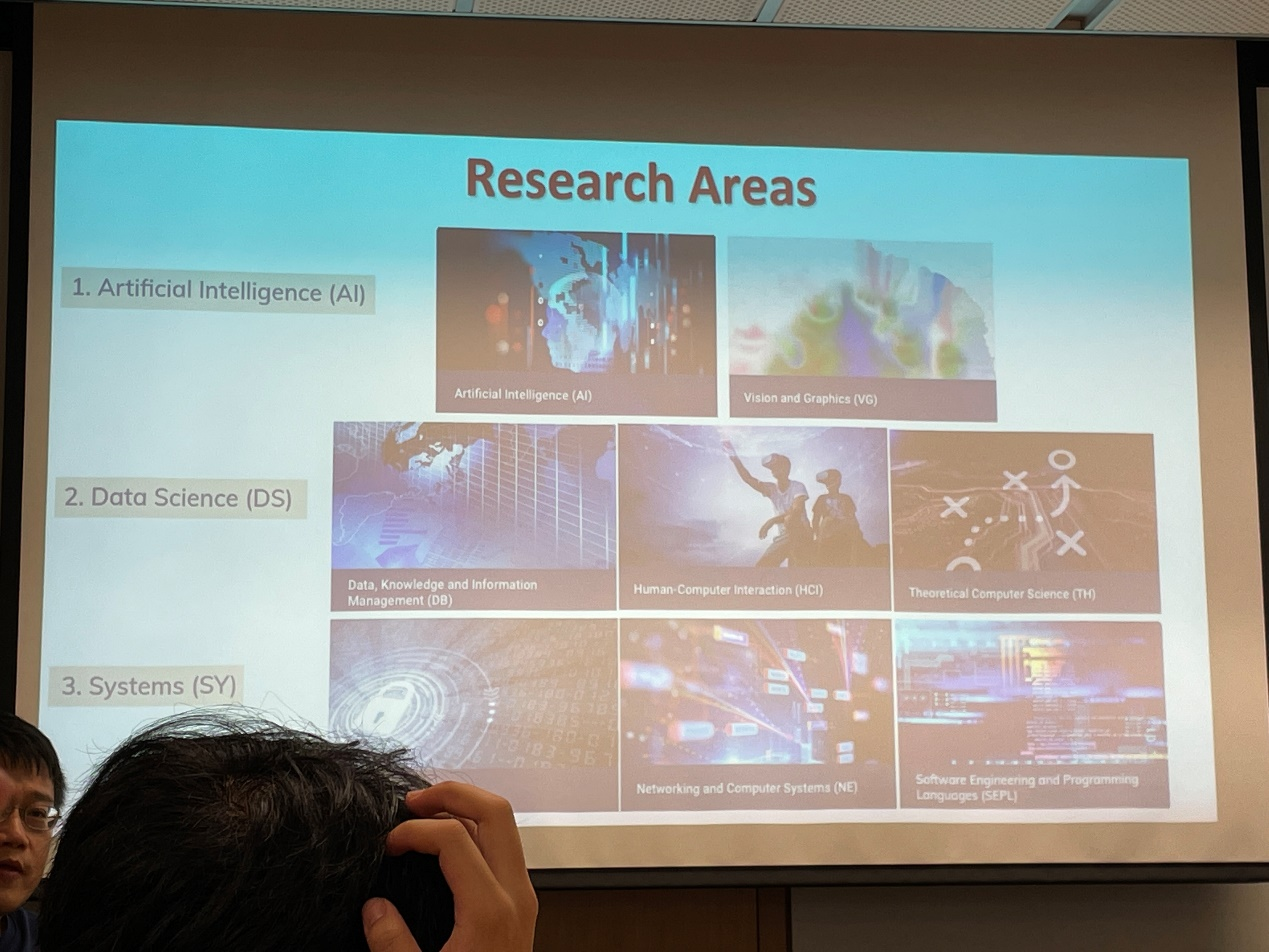 Research Areas
1. Artificial Intelligence (AI)
Artificial Intelligence (AI)
Vision and Graphics (VG)
2. Data Science (DS)
Data, Knowledge and Information
Management (DB)
Human-Computer Interaction (HCI)
Theoretical Computer Science (TH)
3. Systems (SY)
Networking and Computer Systems (NE)
Software Engineering and Programming
Languages (SEPL)